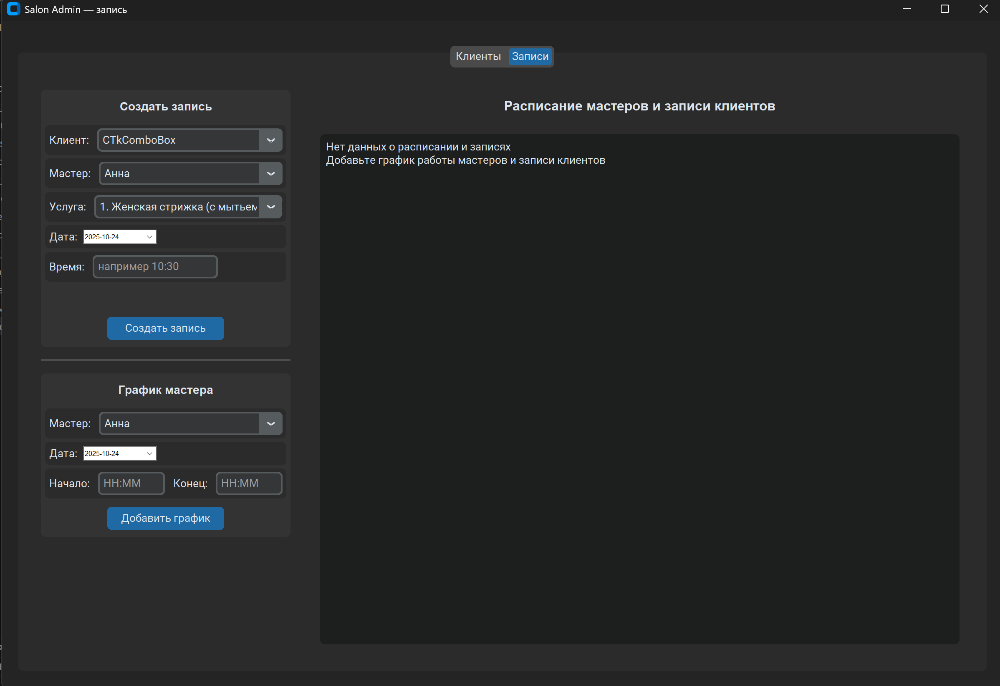 Salon Admin — запись
Клиенты Записи
Создать запись
Клиент: CTkComboBox
Мастер: Анна
Услуга: 1. Женская стрижка (с мытьем
Дата: 2025-10-24
Время: например 10:30
Создать запись
График мастера
Мастер: Анна
Дата: 2025-10-24
Начало: HH:MM Конец: HH:MM
Добавить график
Расписание мастеров и записи клиентов
Нет данных о расписании и записях
Добавьте график работы мастеров и записи клиентов